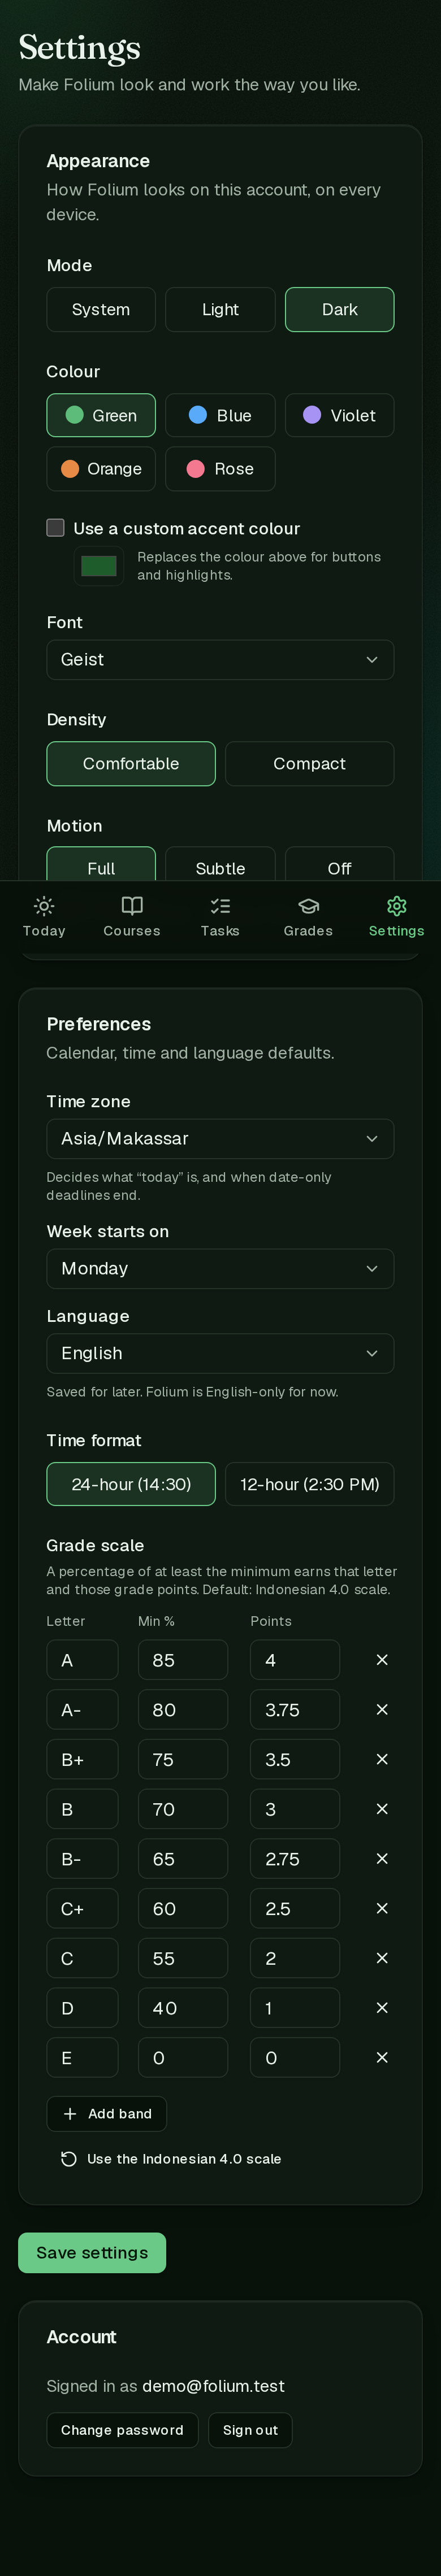 Settings
Make Folium look and work the way you like.
Appearance
How Folium looks on this account, on every
device.
Mode
System
Light
Dark
Colour
Green
Blue
Violet
Orange
Rose
Use a custom accent colour
Replaces the colour above for buttons
and highlights.
Font
Geist
Density
Comfortable
Compact
Motion
Full
Subtle
Off
Today
Courses
Tasks
Grades
Settings
Preferences
Calendar, time and language defaults.
Time zone
Asia/Makassar
Decides what “today” is, and when date-only
deadlines end.
Week starts on
Monday
Language
English
Saved for later. Folium is English-only for now.
Time format
24-hour (14:30)
12-hour (2:30 PM)
Grade scale
A percentage of at least the minimum earns that letter
and those grade points. Default: Indonesian 4.0 scale.
Letter Min % Points
A 85 4
A- 80 3.75
B+ 75 3.5
B 70 3
B- 65 2.75
C+ 60 2.5
C 55 2
D 40 1
E 0 0
Add band
Use the Indonesian 4.0 scale
Save settings
Account
Signed in as demo@folium.test
Change password
Sign out